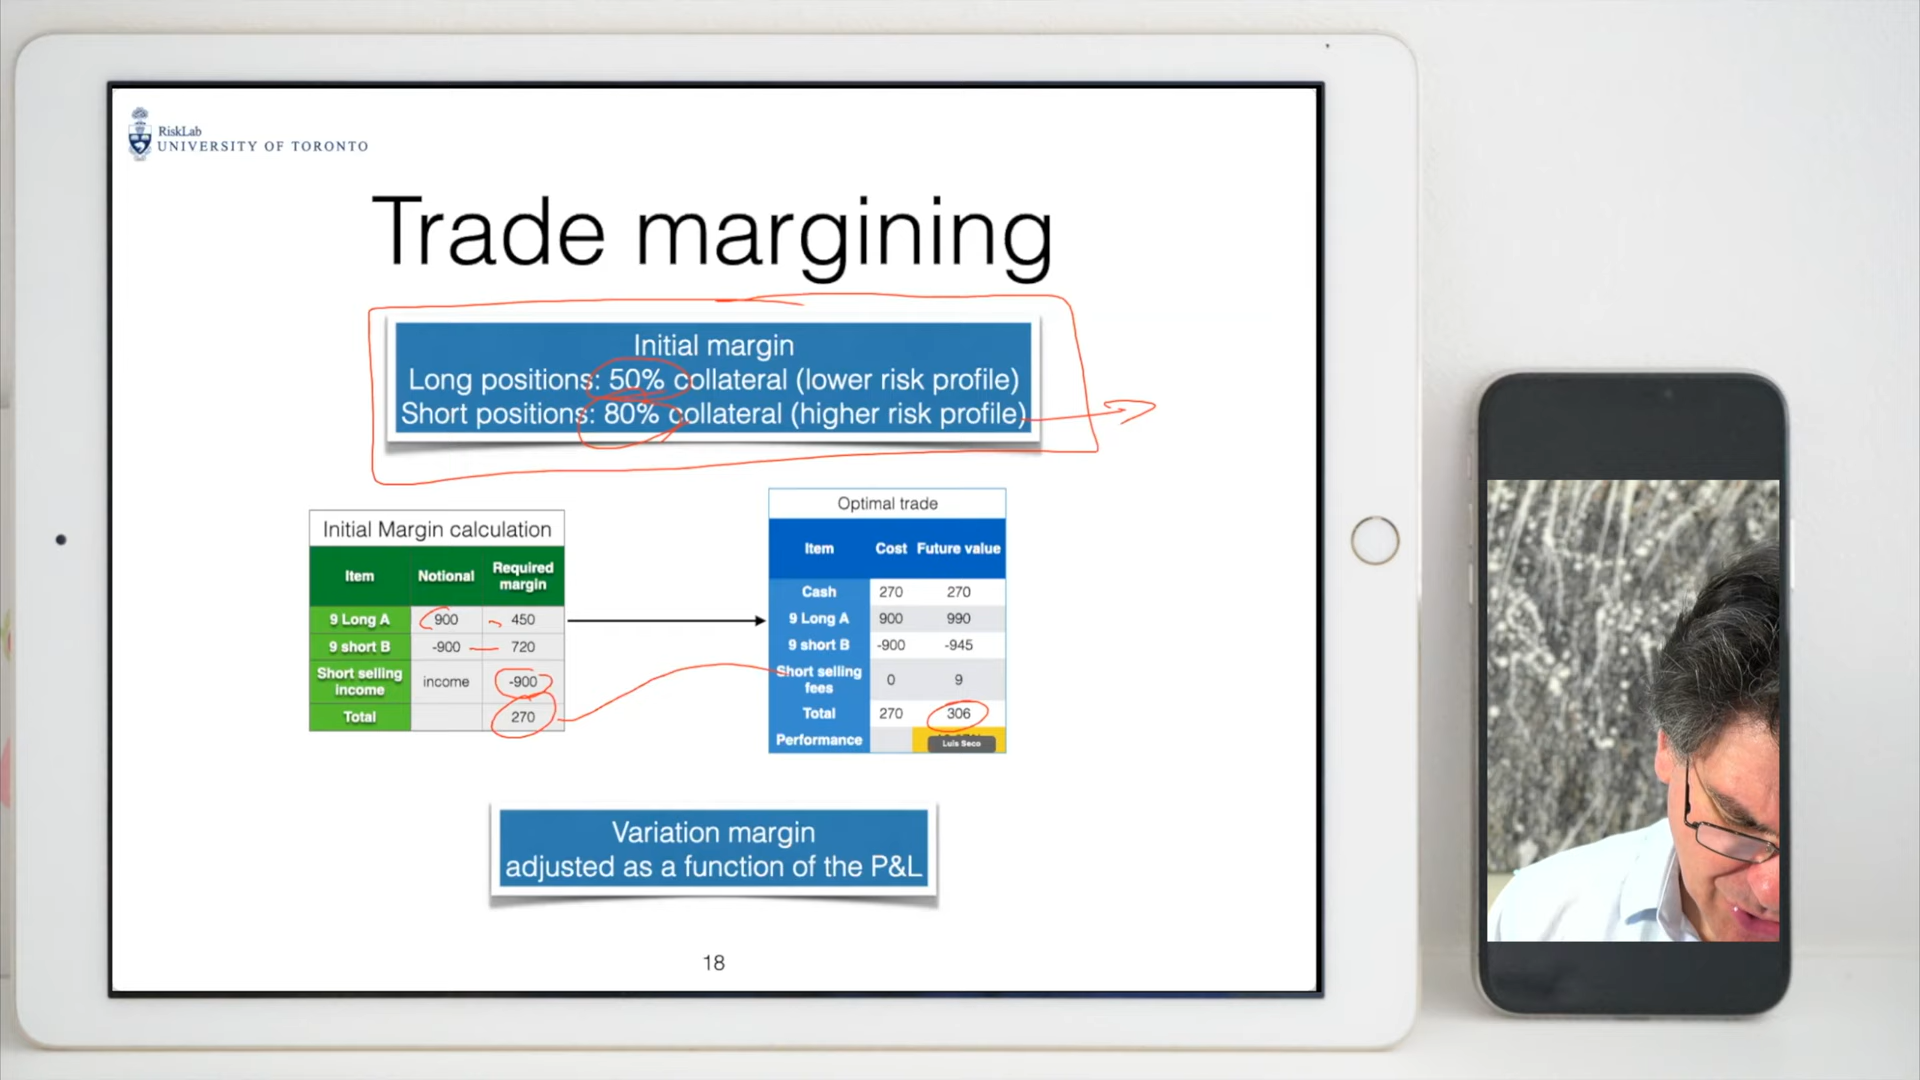 RiskLab
UNIVERSITY OF TORONTO
Trade margining
Initial margin
Long positions: 50% collateral (lower risk profile)
Short positions: 80% collateral (higher risk profile)
Initial Margin calculation
Item Notional Required margin
9 Long A 900 450
9 short B -900 720
Short selling income income -900
Total 270
Optimal trade
Item Cost Future value
Cash 270 270
9 Long A 900 990
9 short B -900 -945
Short selling fees 0 9
Total 270 306
Performance
Luis Seco
Variation margin
adjusted as a function of the P&L
18